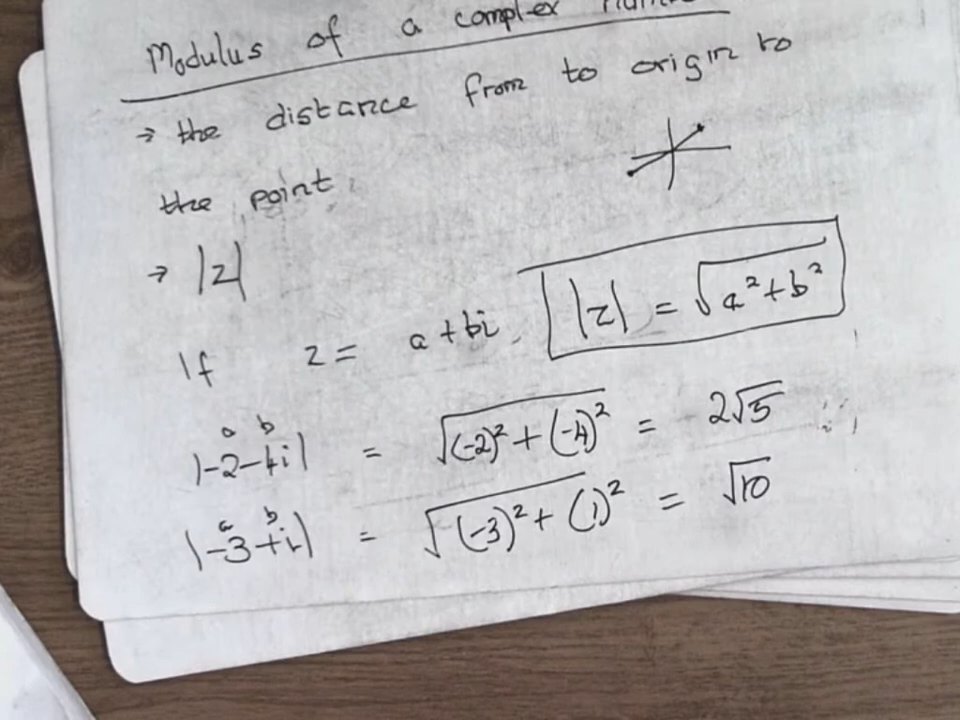 Modulus of a complex
→ the distance from to origin to
the point
→ |z|
If z = a + bi |z| = √(a² + b²)
a b
|-2-4i| = √((-2)² + (-4)²) = 2√5
a b
|-3+i| = √((-3)² + (1)²) = √10